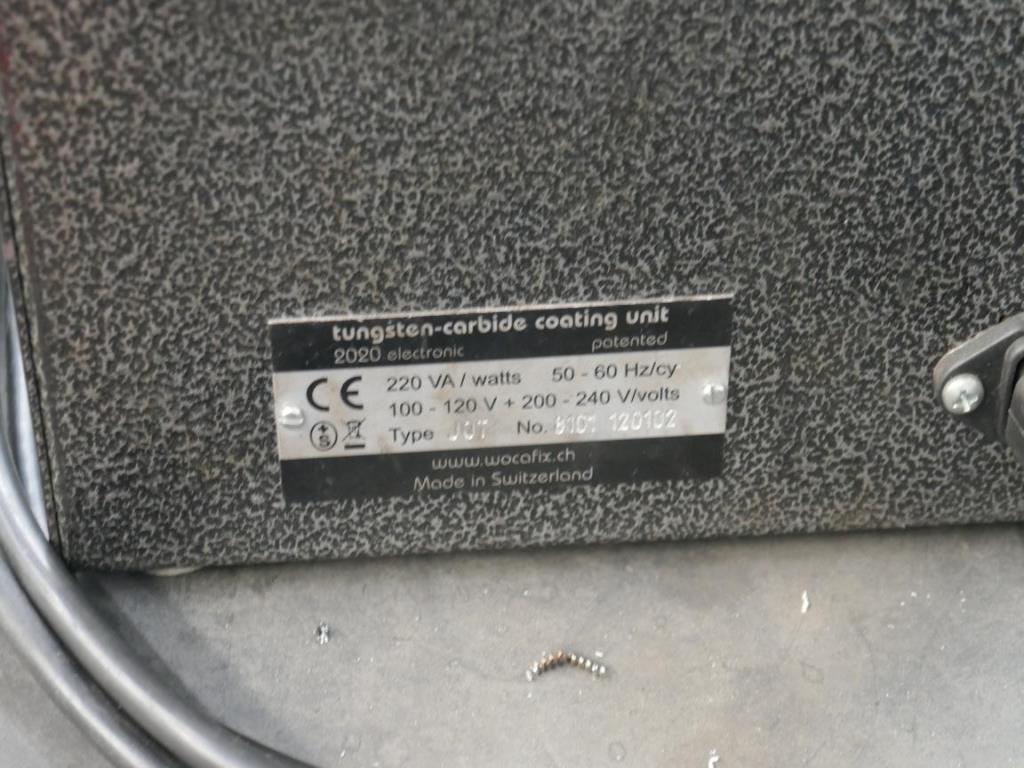 tungsten-carbide coating unit
2020 electronic patented
CE 220 VA / watts 50 - 60 Hz/cy
100 - 120 V + 200 - 240 V/volts
Type No. 120102
www.wocafix.ch
Made in Switzerland